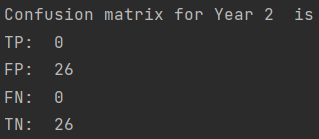 Confusion matrix for Year 2  is
TP:  0
FP:  26
FN:  0
TN:  26